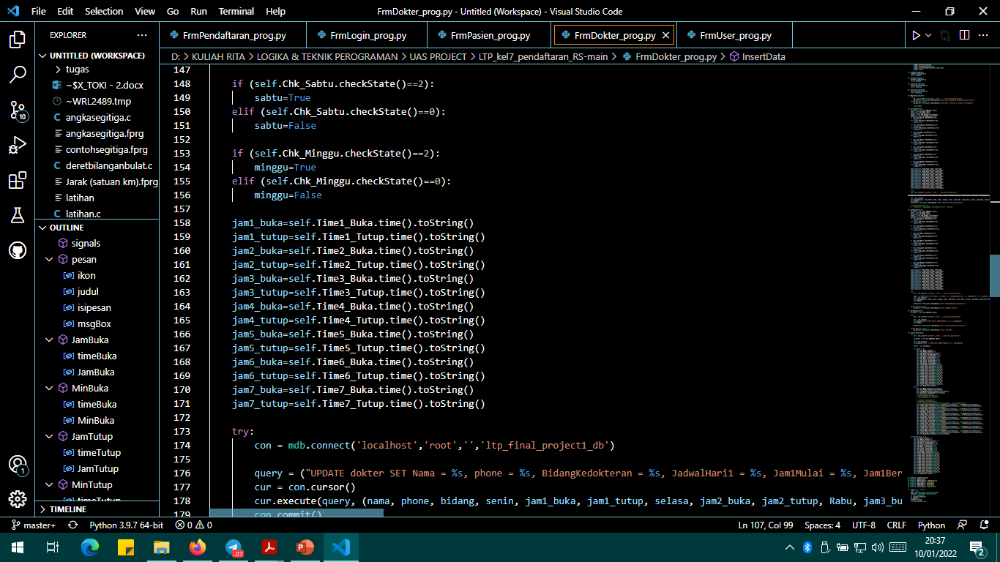 File Edit Selection View Go Run Terminal Help FrmDokter_prog.py - Untitled (Workspace) - Visual Studio Code
EXPLORER ...
FrmPendaftaran_prog.py FrmLogin_prog.py FrmPasien_prog.py FrmDokter_prog.py FrmUser_prog.py
UNTITLED (WORKSPACE)
D: > KULIAH RITA > LOGIKA & TEKNIK PEROGRAMAN > UAS PROJECT > LTP_kel7_pendaftaran_RS-main > FrmDokter_prog.py > InsertData
tugas
~$X_TOKI - 2.docx
~WRL2489.tmp
angkasegitiga.c
angkasegitiga.fprg
contohsegitiga.fprg
deretbilanganbulat.c
Jarak (satuan km).fprg
latihan
latihan.c
OUTLINE
signals
pesan
ikon
judul
isipesan
msgBox
JamBuka
timeBuka
JamBuka
MinBuka
timeBuka
MinBuka
JamTutup
timeTutup
JamTutup
MinTutup
timeTutup
TIMELINE
10
1
147
148 if (self.Chk_Sabtu.checkState()==2):
149 sabtu=True
150 elif (self.Chk_Sabtu.checkState()==0):
151 sabtu=False
152
153 if (self.Chk_Minggu.checkState()==2):
154 minggu=True
155 elif (self.Chk_Minggu.checkState()==0):
156 minggu=False
157
158 jam1_buka=self.Time1_Buka.time().toString()
159 jam1_tutup=self.Time1_Tutup.time().toString()
160 jam2_buka=self.Time2_Buka.time().toString()
161 jam2_tutup=self.Time2_Tutup.time().toString()
162 jam3_buka=self.Time3_Buka.time().toString()
163 jam3_tutup=self.Time3_Tutup.time().toString()
164 jam4_buka=self.Time4_Buka.time().toString()
165 jam4_tutup=self.Time4_Tutup.time().toString()
166 jam5_buka=self.Time5_Buka.time().toString()
167 jam5_tutup=self.Time5_Tutup.time().toString()
168 jam6_buka=self.Time6_Buka.time().toString()
169 jam6_tutup=self.Time6_Tutup.time().toString()
170 jam7_buka=self.Time7_Buka.time().toString()
171 jam7_tutup=self.Time7_Tutup.time().toString()
172
173 try:
174 con = mdb.connect('localhost','root','','ltp_final_project1_db')
175
176 query = ("UPDATE dokter SET Nama = %s, phone = %s, BidangKedokteran = %s, JadwalHari1 = %s, Jam1Mulai = %s, Jam1Ber
177 cur = con.cursor()
178 cur.execute(query, (nama, phone, bidang, senin, jam1_buka, jam1_tutup, selasa, jam2_buka, jam2_tutup, Rabu, jam3_bu
179 con.commit()
master+ Python 3.9.7 64-bit 0 0 Ln 107, Col 99 Spaces: 4 UTF-8 CRLF Python
.07
20:37
10/01/2022
2